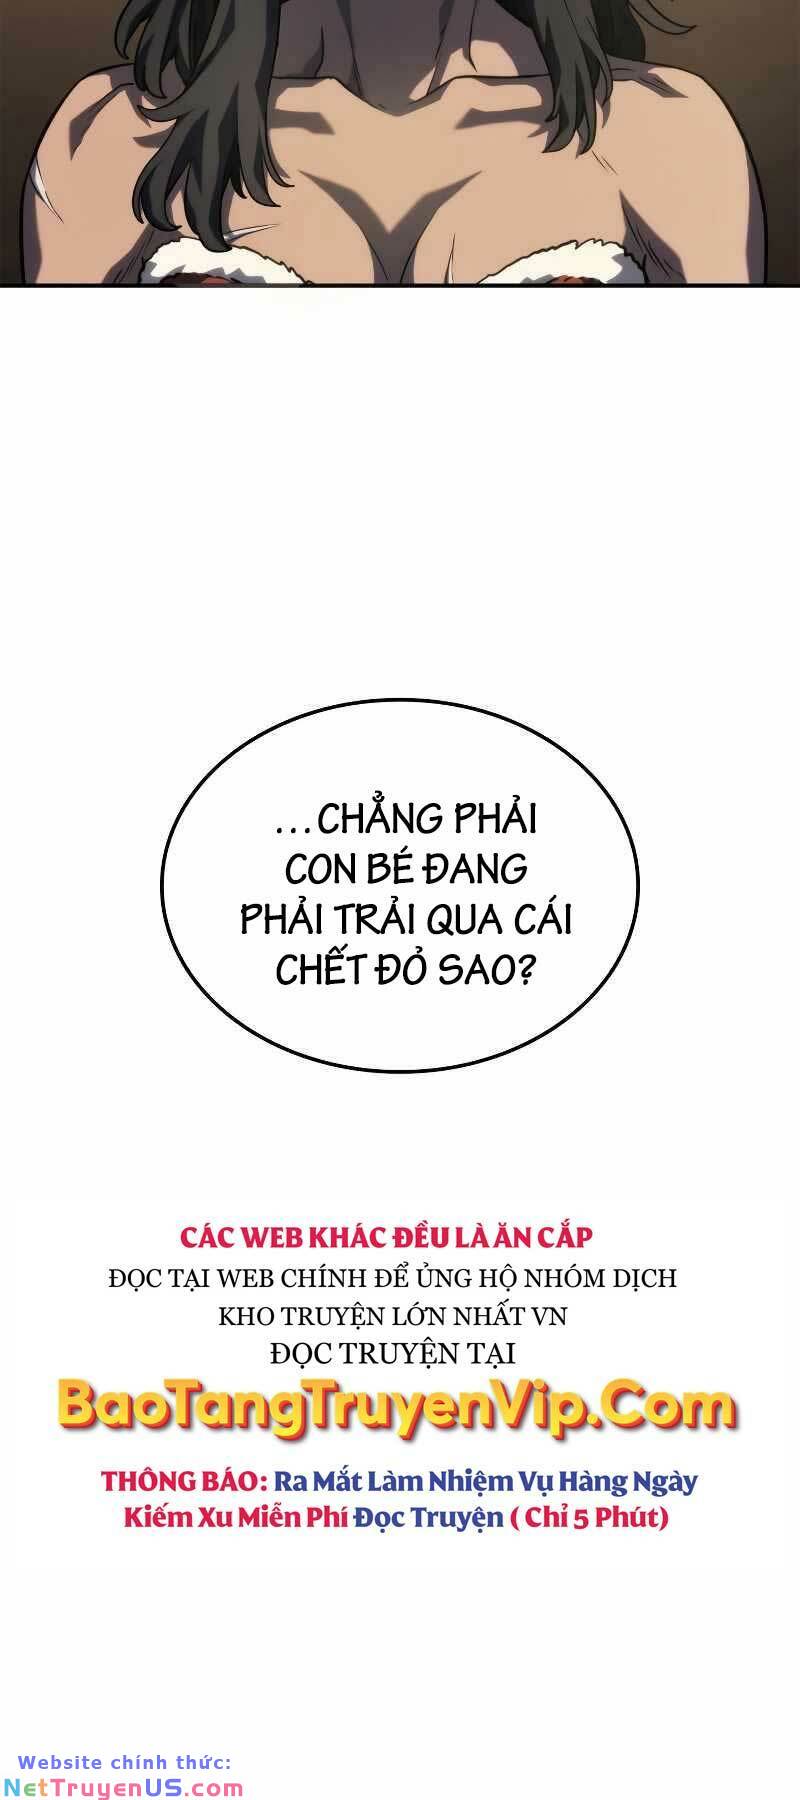 ...CHẲNG PHẢI
CON BÉ ĐANG
PHẢI TRẢI QUA CÁI
CHẾT ĐỎ SAO?
CÁC WEB KHÁC ĐỀU LÀ ĂN CẮP
ĐỌC TẠI WEB CHÍNH ĐỂ ỦNG HỘ NHÓM DỊCH
KHO TRUYỆN LỚN NHẤT VN
ĐỌC TRUYỆN TẠI
BaoTangTruyenVip.Com
THÔNG BÁO: Ra Mắt Làm Nhiệm Vụ Hàng Ngày
Kiếm Xu Miễn Phí Đọc Truyện ( Chỉ 5 Phút)
Website chính thức:
NetTruyenUS.com